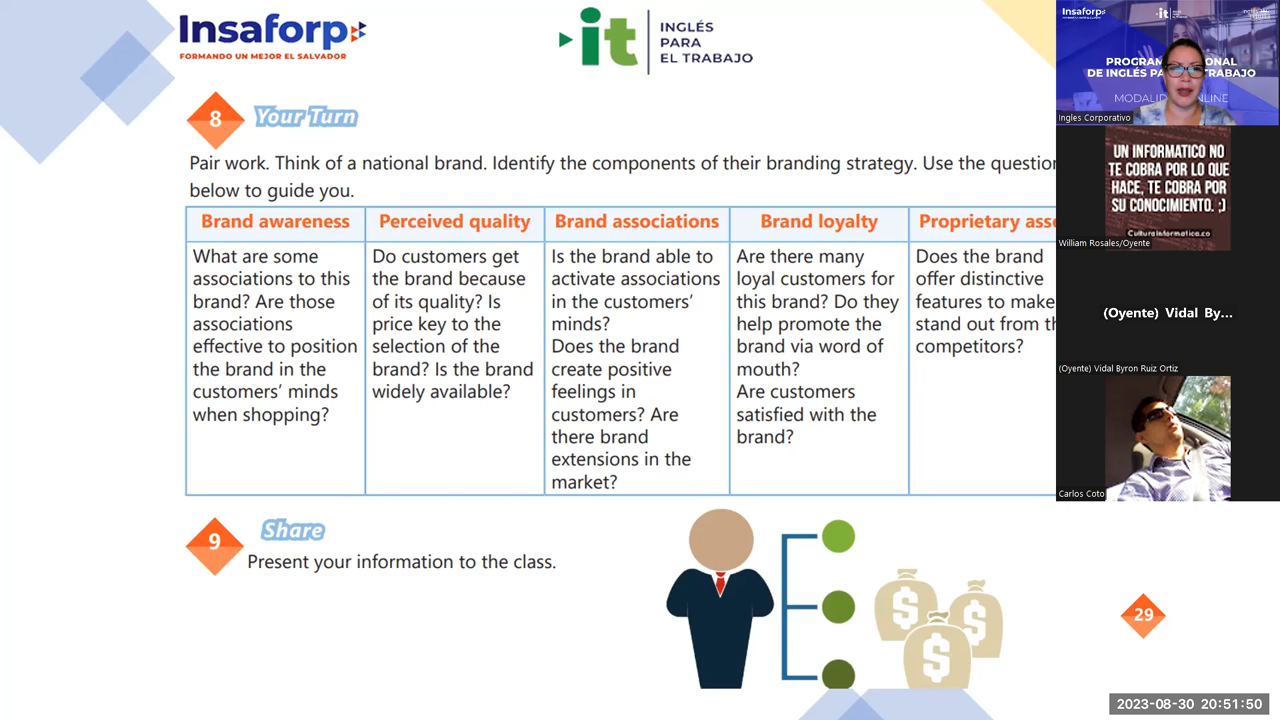 Insaforp
FORMANDO UN MEJOR EL SALVADOR
it
INGLÉS
PARA
EL TRABAJO
8
Your Turn
Pair work. Think of a national brand. Identify the components of their branding strategy. Use the question
below to guide you.
Brand awareness
What are some
associations to this
brand? Are those
associations
effective to position
the brand in the
customers' minds
when shopping?
Perceived quality
Do customers get
the brand because
of its quality? Is
price key to the
selection of the
brand? Is the brand
widely available?
Brand associations
Is the brand able to
activate associations
in the customers'
minds?
Does the brand
create positive
feelings in
customers? Are
there brand
extensions in the
market?
Brand loyalty
Are there many
loyal customers for
this brand? Do they
help promote the
brand via word of
mouth?
Are customers
satisfied with the
brand?
Proprietary asse
Does the brand
offer distinctive
features to make
stand out from th
competitors?
9
Share
Present your information to the class.
$
$
$
29
Insaforp
it
PROGRAM
ONAL
DE INGLÉS PA
TRABAJO
MODALID
NLINE
Ingles Corporativo
UN INFORMATICO NO
TE COBRA POR LO QUE
HACE, TE COBRA POR
SU CONOCIMIENTO. ;)
CulturaInformatica.co
William Rosales/Oyente
(Oyente) Vidal By...
(Oyente) Vidal Byron Ruiz Ortiz
Carlos Coto
2023-08-30 20:51:50